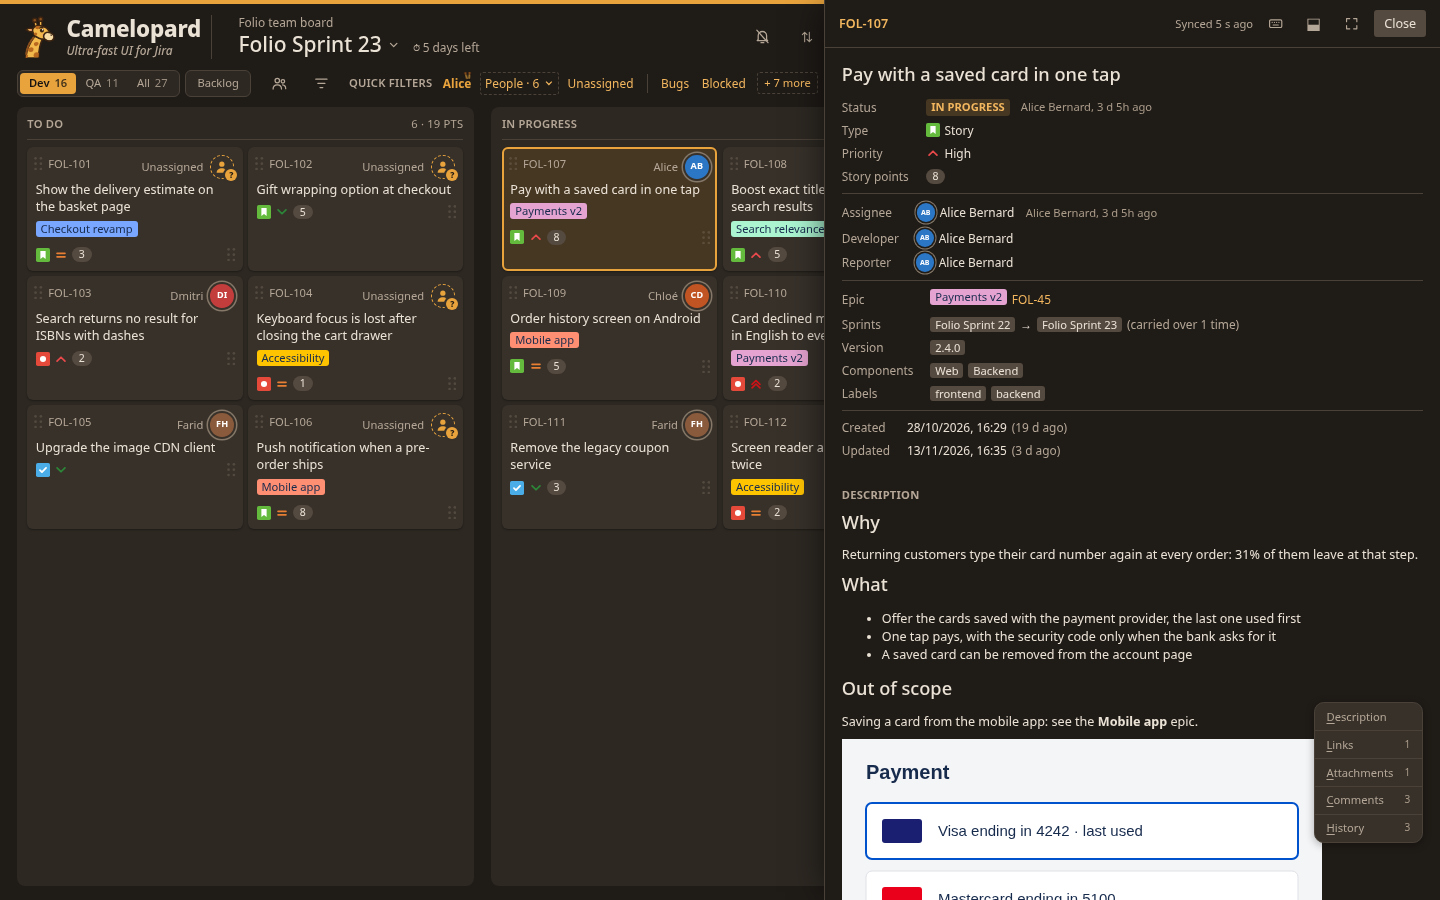 Camelopard
Ultra-fast UI for Jira
Folio team board
Folio Sprint 23
5 days left
Dev 16
QA 11
All 27
Backlog
QUICK FILTERS
Alice
People · 6
Unassigned
Bugs
Blocked
+ 7 more
TO DO
6 · 19 PTS
FOL-101
Unassigned
?
Show the delivery estimate on
the basket page
Checkout revamp
3
FOL-102
Unassigned
?
Gift wrapping option at checkout
5
FOL-103
Dmitri
DI
Search returns no result for
ISBNs with dashes
2
FOL-104
Unassigned
?
Keyboard focus is lost after
closing the cart drawer
Accessibility
1
FOL-105
Farid
FH
Upgrade the image CDN client
FOL-106
Unassigned
?
Push notification when a pre-
order ships
Mobile app
8
IN PROGRESS
FOL-107
Alice
AB
Pay with a saved card in one tap
Payments v2
8
FOL-108
Boost exact title
search results
Search relevance
5
FOL-109
Chloé
CD
Order history screen on Android
Mobile app
5
FOL-110
Card declined m
in English to eve
Payments v2
2
FOL-111
Farid
FH
Remove the legacy coupon
service
3
FOL-112
Screen reader a
twice
Accessibility
2
FOL-107
Synced 5 s ago
Close
Pay with a saved card in one tap
Status
IN PROGRESS
Alice Bernard, 3 d 5h ago
Type
Story
Priority
High
Story points
8
Assignee
AB
Alice Bernard
Alice Bernard, 3 d 5h ago
Developer
AB
Alice Bernard
Reporter
AB
Alice Bernard
Epic
Payments v2
FOL-45
Sprints
Folio Sprint 22 → Folio Sprint 23 (carried over 1 time)
Version
2.4.0
Components
Web
Backend
Labels
frontend
backend
Created
28/10/2026, 16:29 (19 d ago)
Updated
13/11/2026, 16:35 (3 d ago)
DESCRIPTION
Why
Returning customers type their card number again at every order: 31% of them leave at that step.
What
• Offer the cards saved with the payment provider, the last one used first
• One tap pays, with the security code only when the bank asks for it
• A saved card can be removed from the account page
Out of scope
Saving a card from the mobile app: see the Mobile app epic.
Payment
Visa ending in 4242 · last used
Mastercard ending in 5100
Description
Links 1
Attachments 1
Comments 3
History 3